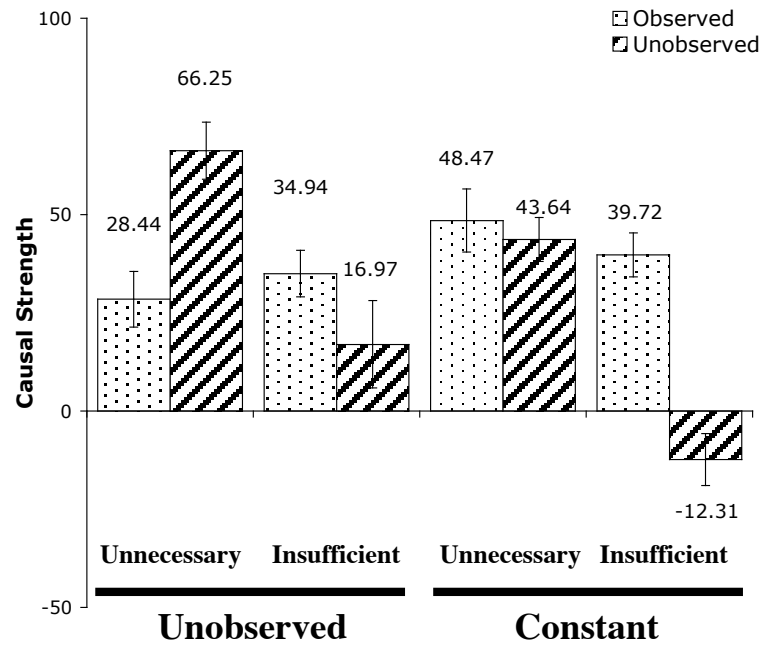 100
Observed
Unobserved
66.25
48.47
34.94
43.64
39.72
50
28.44
16.97
Causal Strength
0
-12.31
Unnecessary Insufficient Unnecessary Insufficient
-50
Unobserved Constant